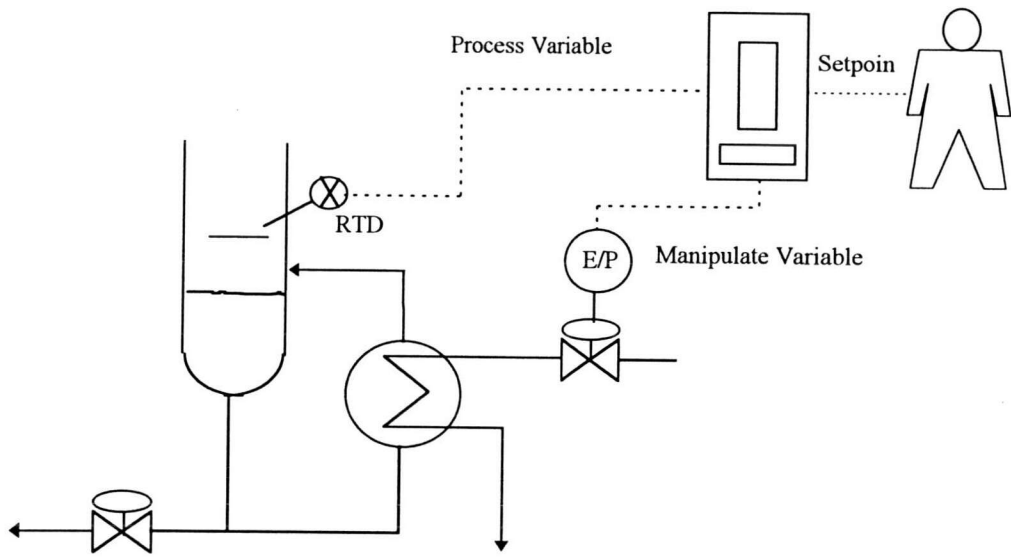 Process Variable
Setpoin
RTD
E/P
Manipulate Variable